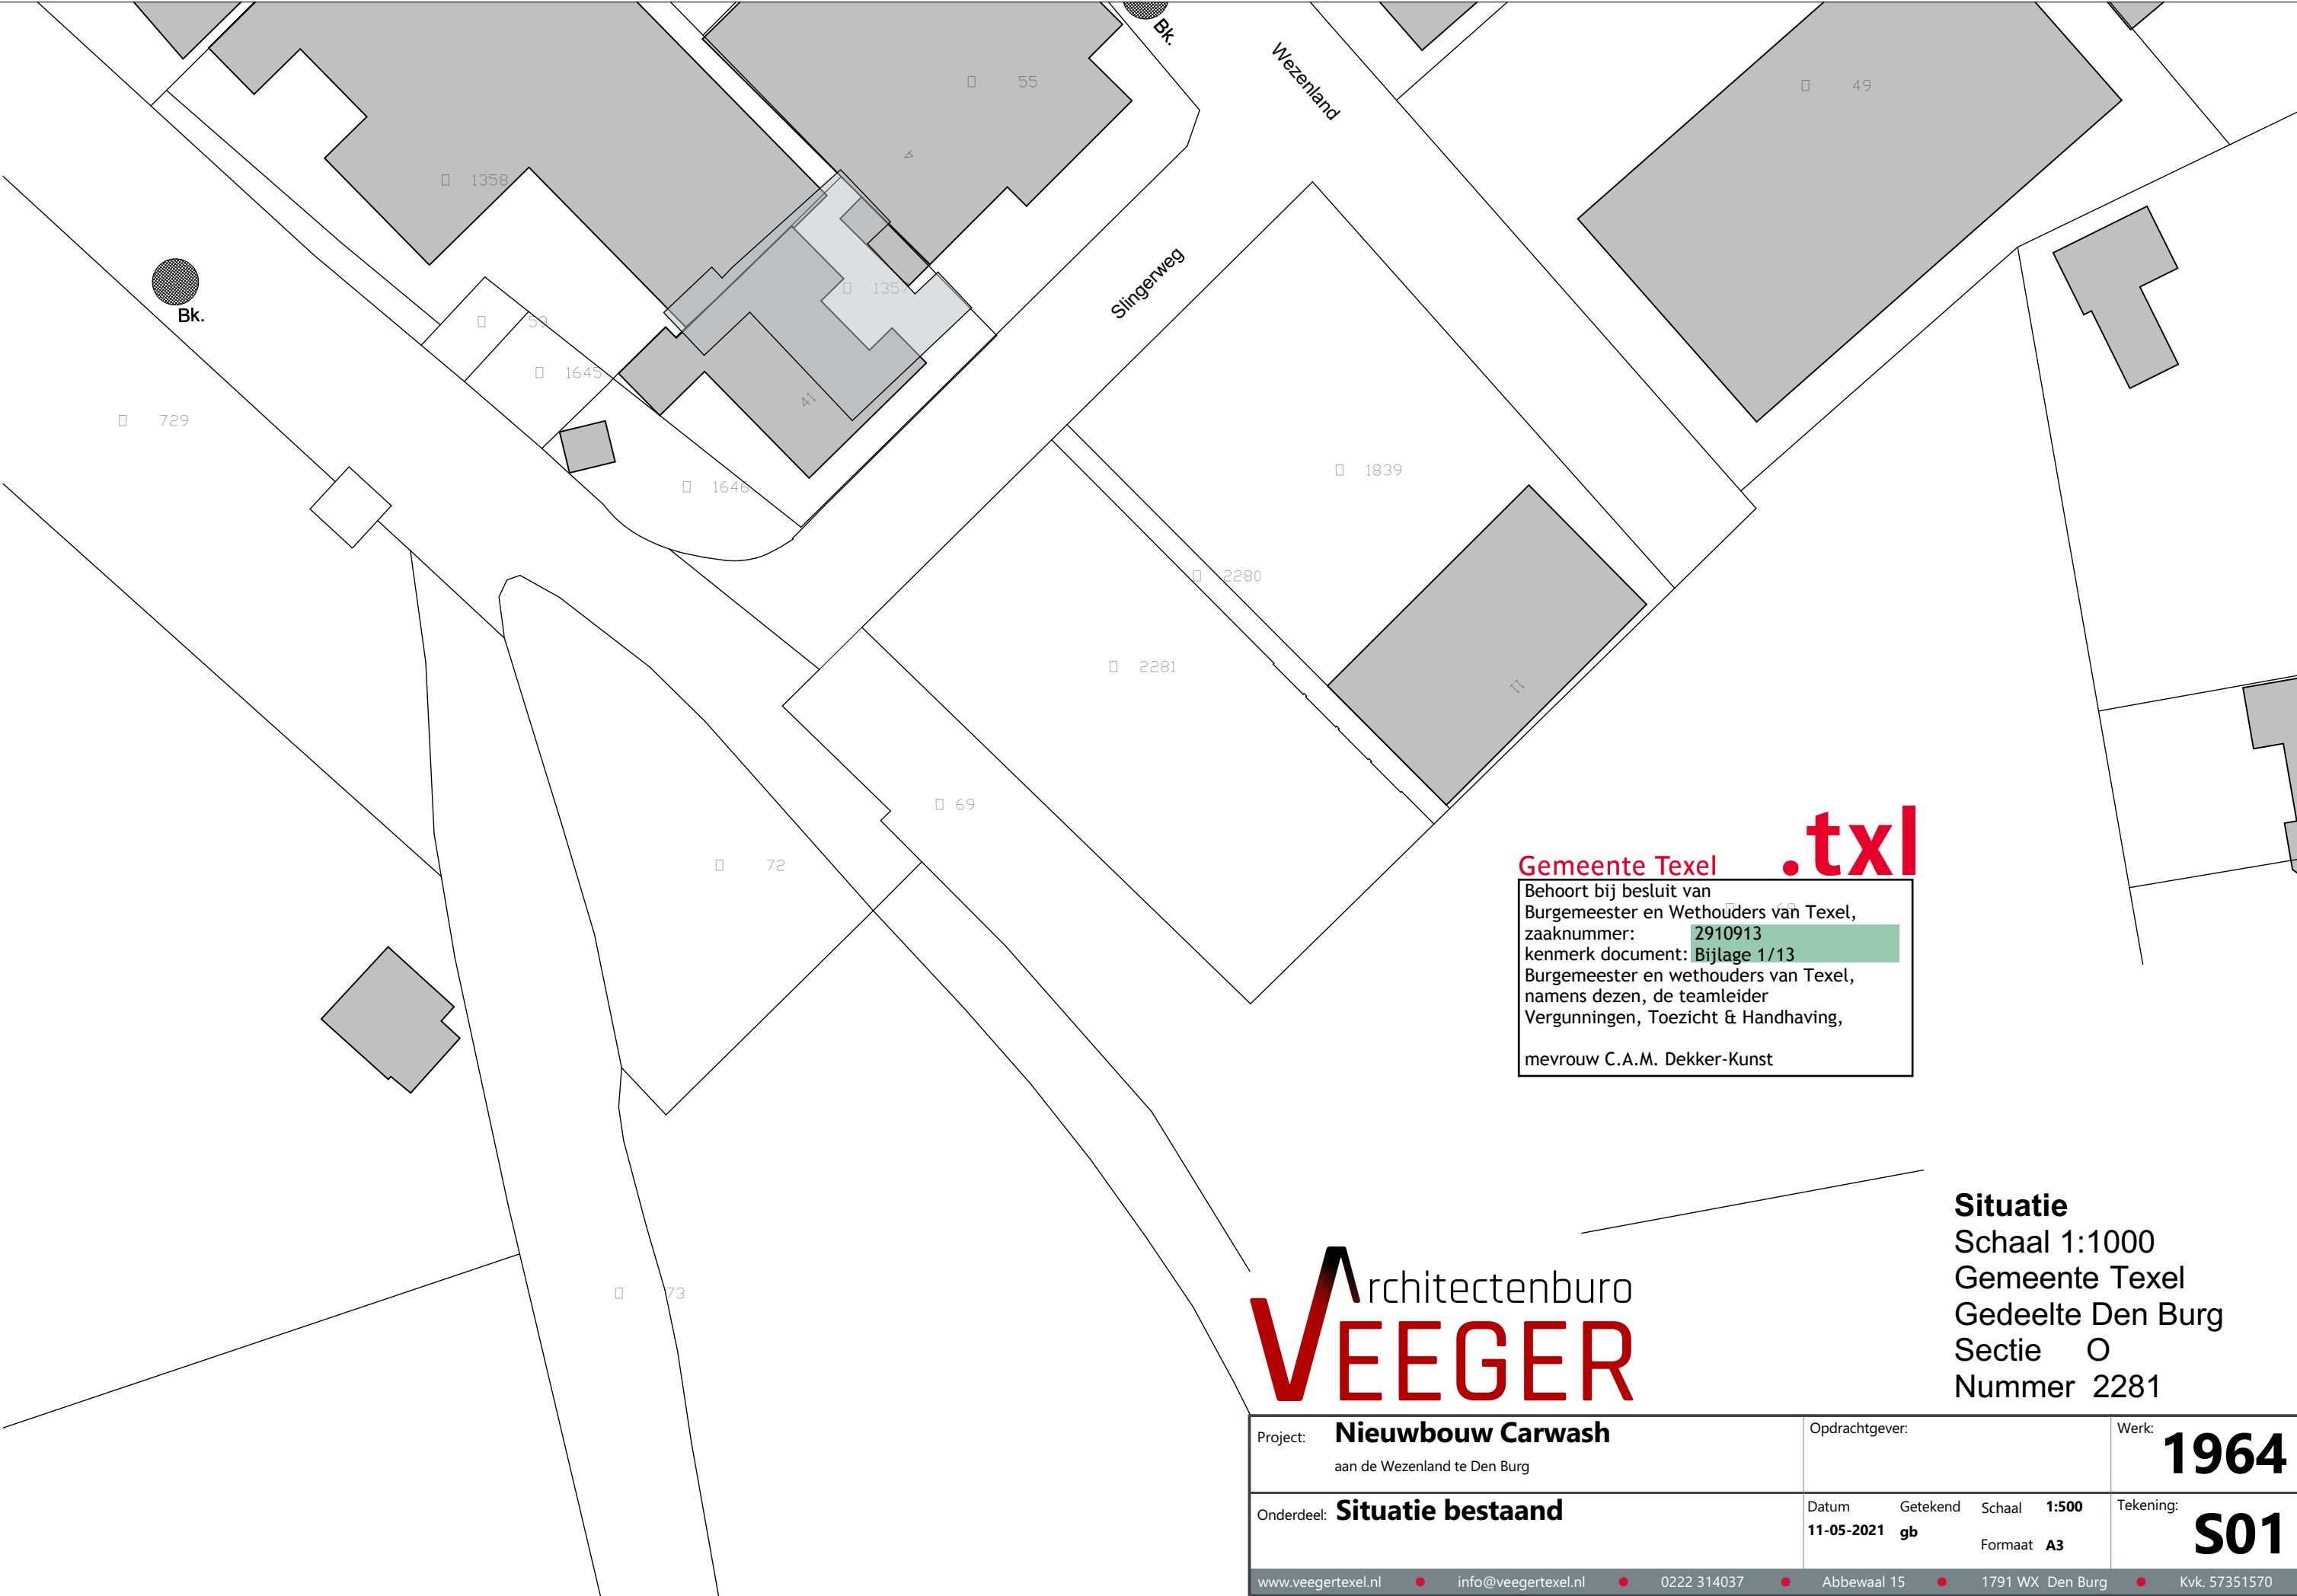 Bk.
Wezenland
55
49
4
1358
Slingerweg
1357
Bk.
59
1645
41
729
1646
1839
2280
2281
11
69
72
73
Gemeente Texel .txl
Behoort bij besluit van
Burgemeester en Wethouders van Texel,
zaaknummer: 2910913
kenmerk document: Bijlage 1/13
Burgemeester en wethouders van Texel,
namens dezen, de teamleider
Vergunningen, Toezicht & Handhaving,
mevrouw C.A.M. Dekker-Kunst
Situatie
Schaal 1:1000
Gemeente Texel
Gedeelte Den Burg
Sectie O
Nummer 2281
Architectenburo
VEEGER
Project: Nieuwbouw Carwash
aan de Wezenland te Den Burg
Opdrachtgever:
Werk: 1964
Onderdeel: Situatie bestaand
Datum Getekend Schaal 1:500
11-05-2021 gb
Formaat A3
Tekening: S01
www.veegertexel.nl ● info@veegertexel.nl ● 0222 314037 ● Abbewaal 15 ● 1791 WX Den Burg ● Kvk. 57351570